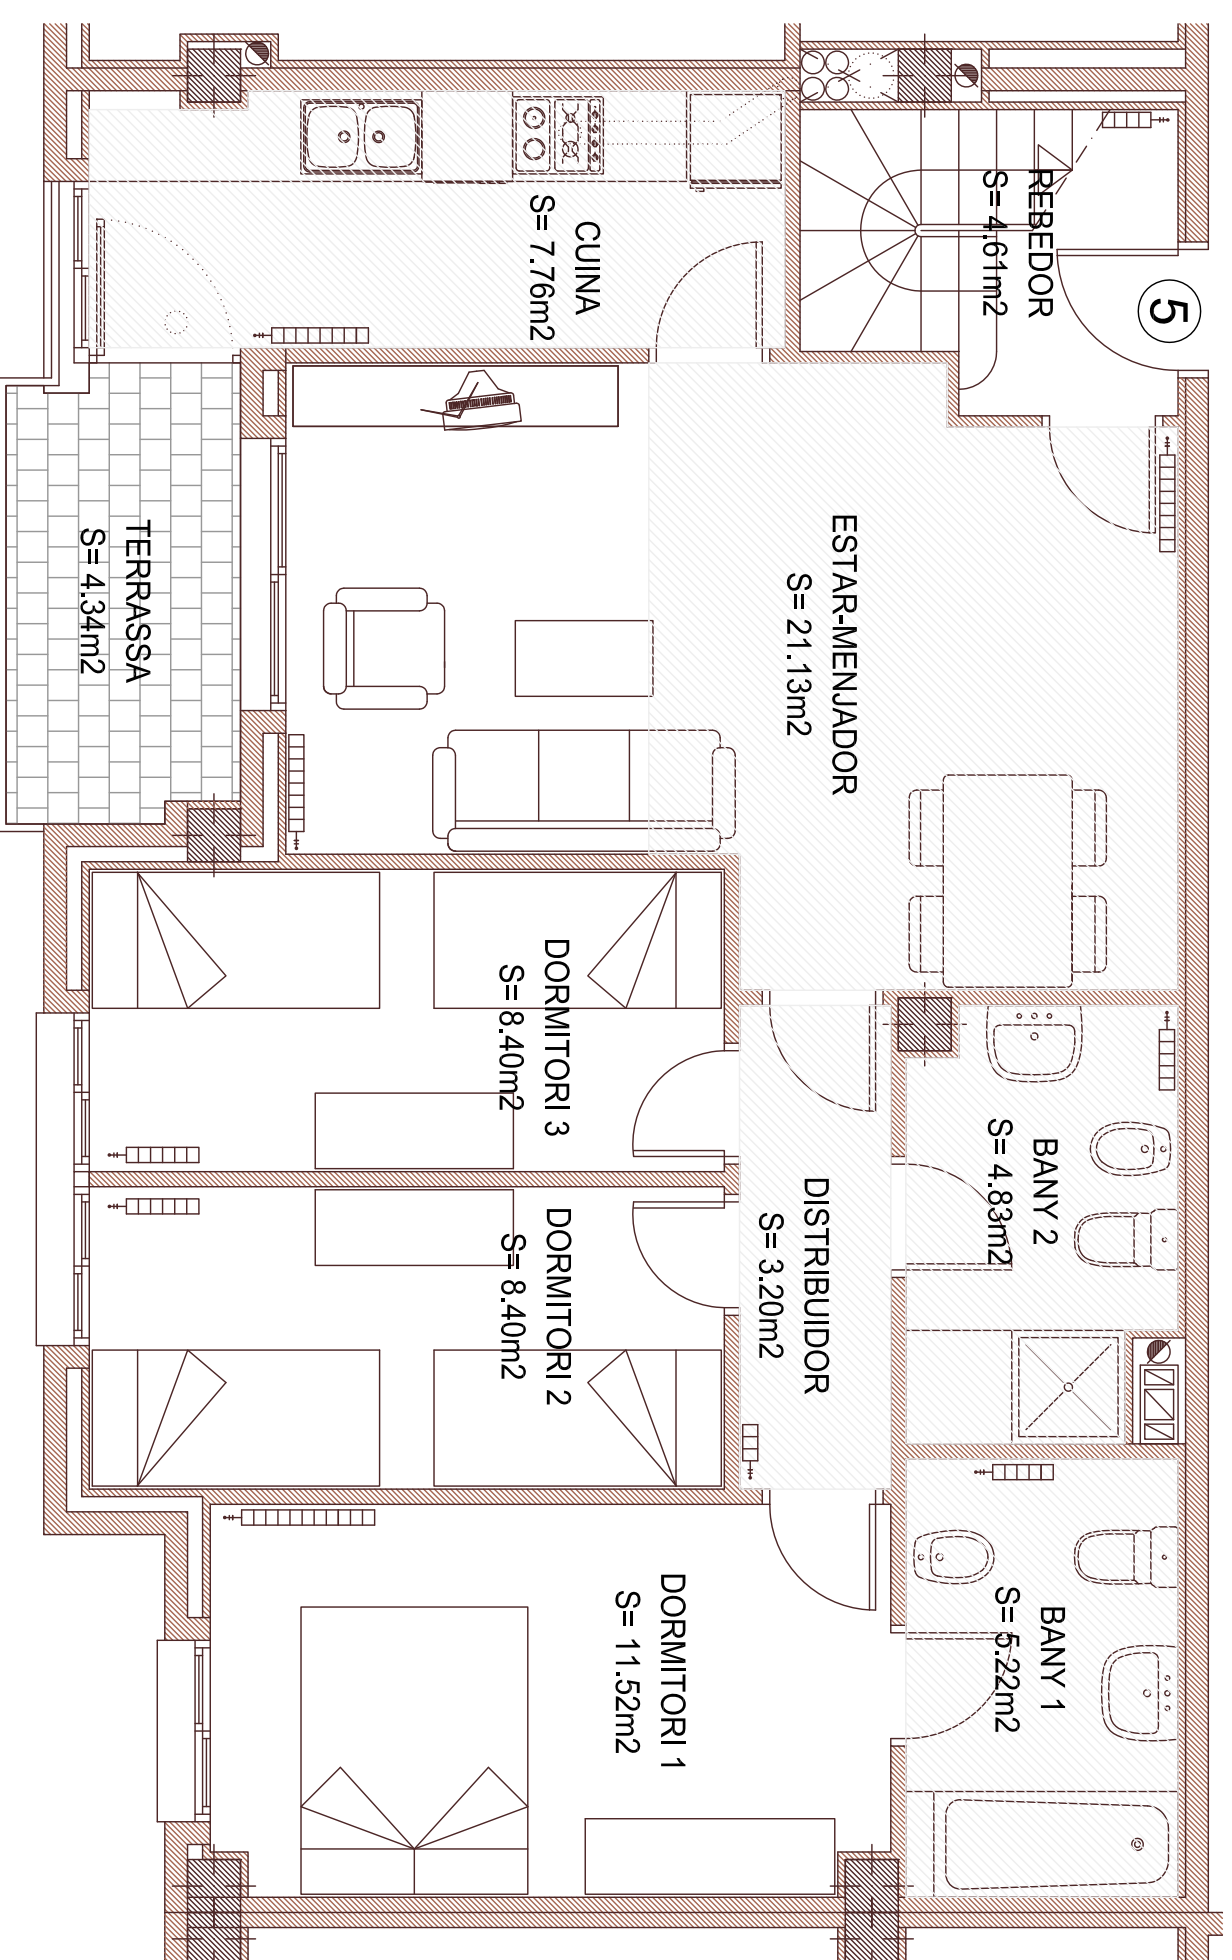 REBEDOR
S= 4.61m2
5
CUINA
S= 7.76m2
ESTAR-MENJADOR
S= 21.13m2
TERRASSA
S= 4.34m2
DORMITORI 3
S= 8.40m2
BANY 2
S= 4.83m2
DISTRIBUIDOR
S= 3.20m2
DORMITORI 2
S= 8.40m2
BANY 1
S= 5.22m2
DORMITORI 1
S= 11.52m2